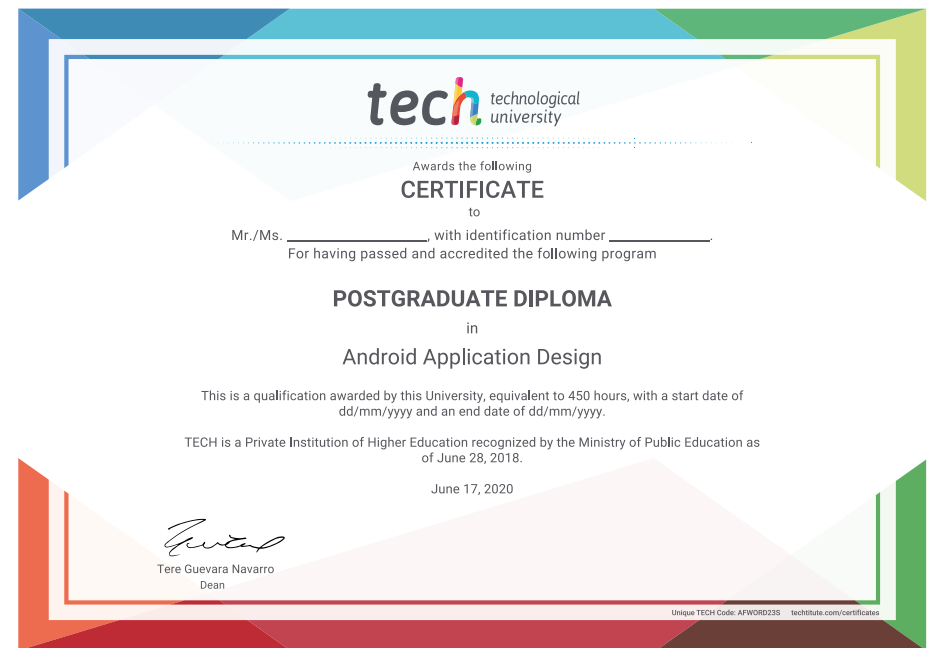 tech technological
university
Awards the following
CERTIFICATE
to
Mr./Ms. ____________________, with identification number ______________.
For having passed and accredited the following program
POSTGRADUATE DIPLOMA
in
Android Application Design
This is a qualification awarded by this University, equivalent to 450 hours, with a start date of
dd/mm/yyyy and an end date of dd/mm/yyyy.
TECH is a Private Institution of Higher Education recognized by the Ministry of Public Education as
of June 28, 2018.
June 17, 2020
Tere Guevara Navarro
Dean
Unique TECH Code: AFWORD23S techtitute.com/certificates